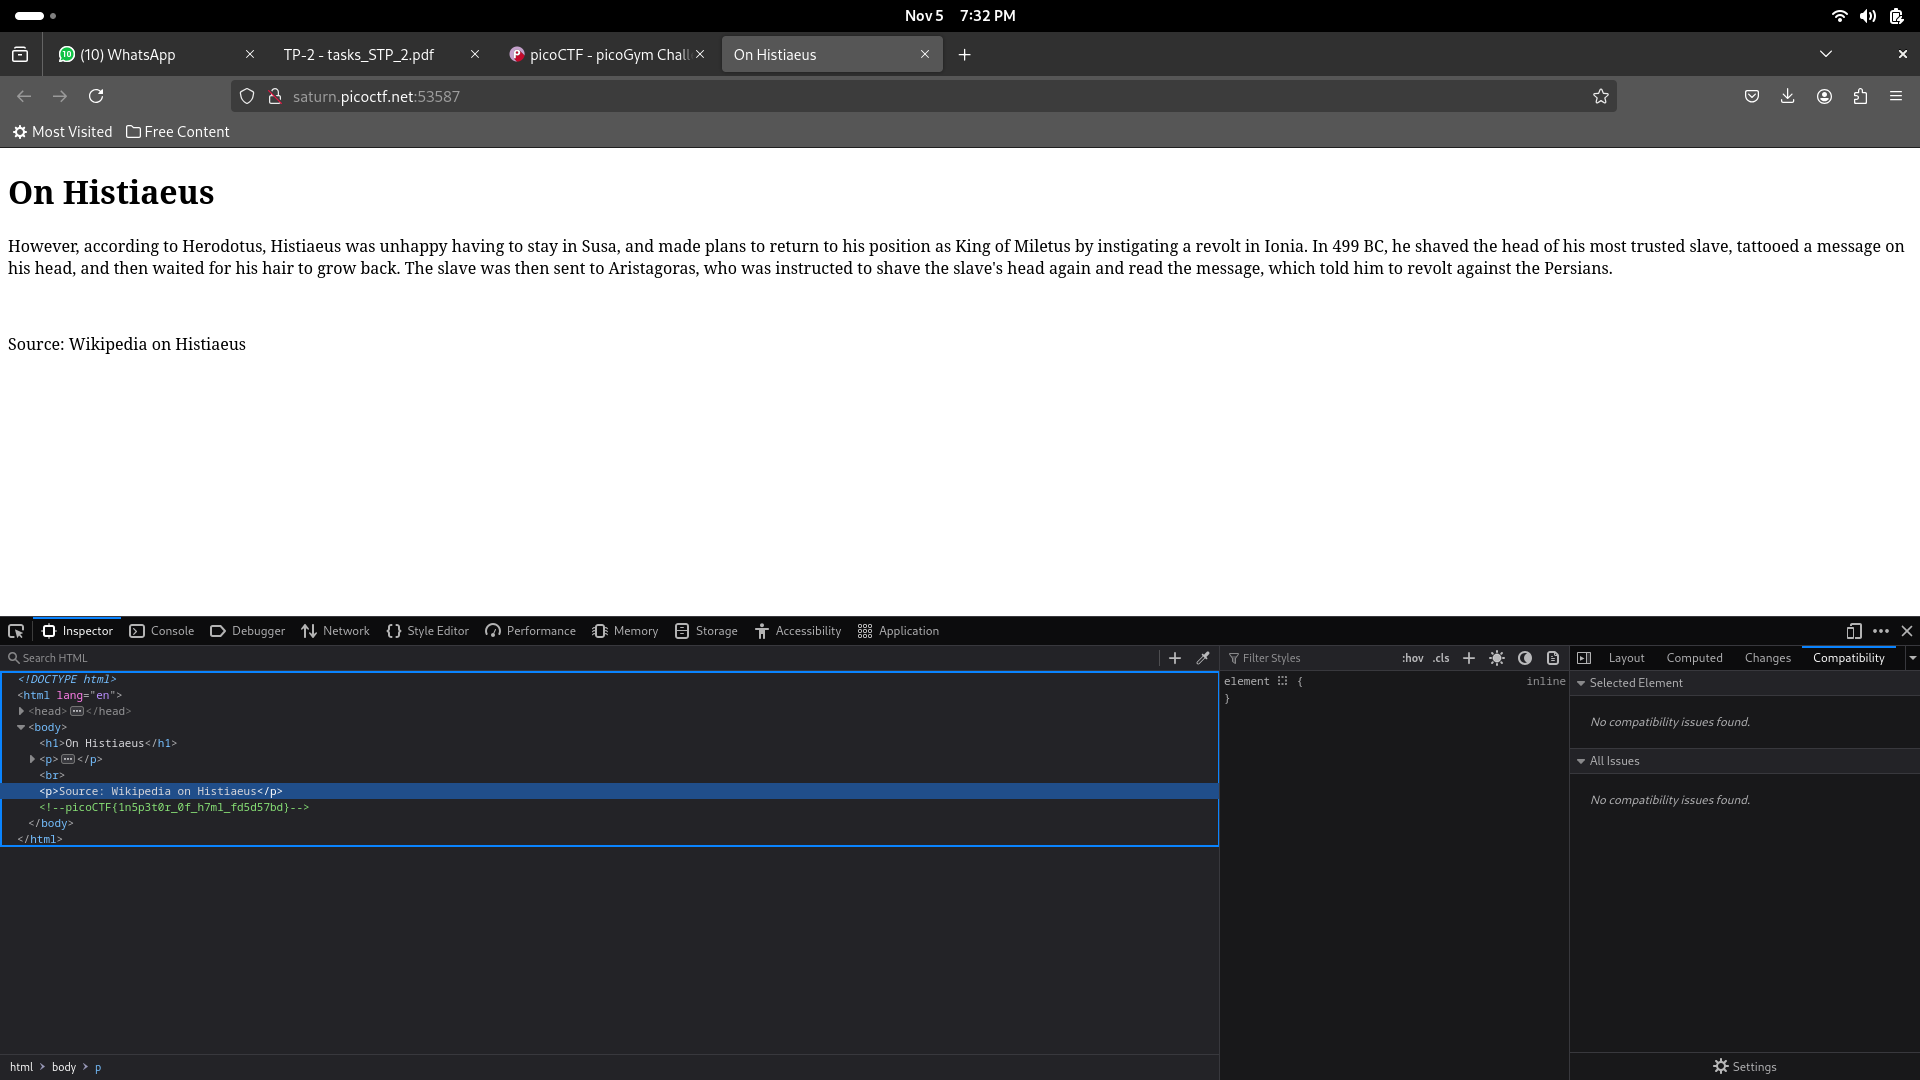 Nov 5 7:32 PM
(10) WhatsApp
TP-2 - tasks_STP_2.pdf
picoCTF - picoGym Chall
On Histiaeus
saturn.picoctf.net:53587
Most Visited
Free Content
On Histiaeus
However, according to Herodotus, Histiaeus was unhappy having to stay in Susa, and made plans to return to his position as King of Miletus by instigating a revolt in Ionia. In 499 BC, he shaved the head of his most trusted slave, tattooed a message on
his head, and then waited for his hair to grow back. The slave was then sent to Aristagoras, who was instructed to shave the slave's head again and read the message, which told him to revolt against the Persians.
Source: Wikipedia on Histiaeus
Inspector Console Debugger Network Style Editor Performance Memory Storage Accessibility Application
Search HTML
<!DOCTYPE html>
<html lang="en">
<head>···</head>
<body>
<h1>On Histiaeus</h1>
<p>···</p>
<br>
<p>Source: Wikipedia on Histiaeus</p>
<!--picoCTF{1n5p3t0r_0f_h7ml_fd5d57bd}-->
</body>
</html>
html > body > p
Filter Styles :hov .cls
element { inline
}
Layout Computed Changes Compatibility
Selected Element
No compatibility issues found.
All Issues
No compatibility issues found.
Settings